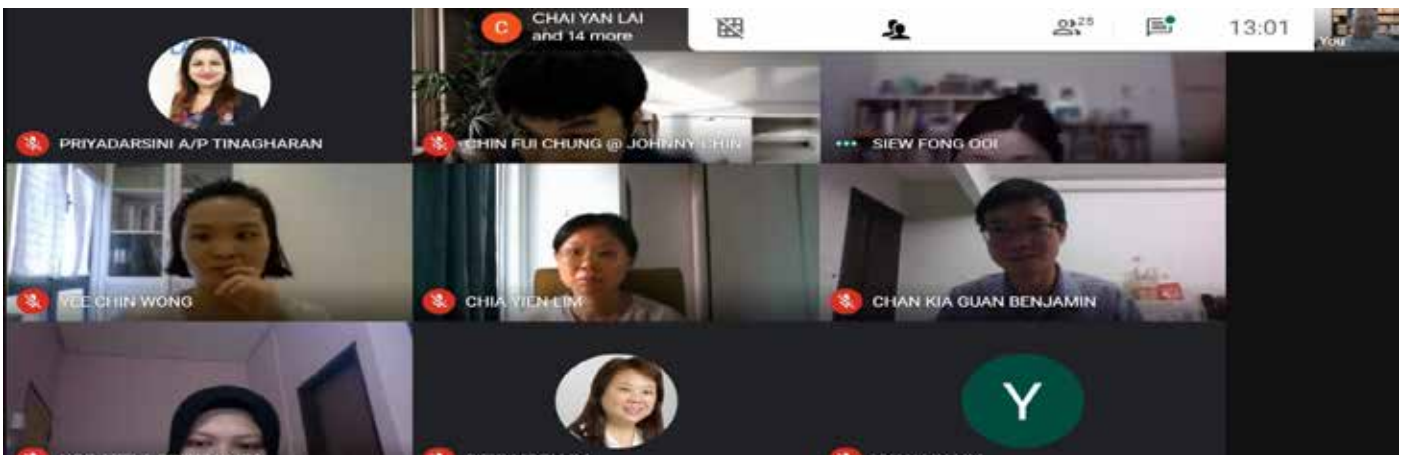 C
CHAI YAN LAI
and 14 more
28
13:01
You
PRIYADARSINI A/P TINAGHARAN
CHIN FUI CHUNG @ JOHNNY CHIN
SIEW FONG OOI
YEE CHIN WONG
CHIA YIEN LIM
CHAN KIA GUAN BENJAMIN
Y